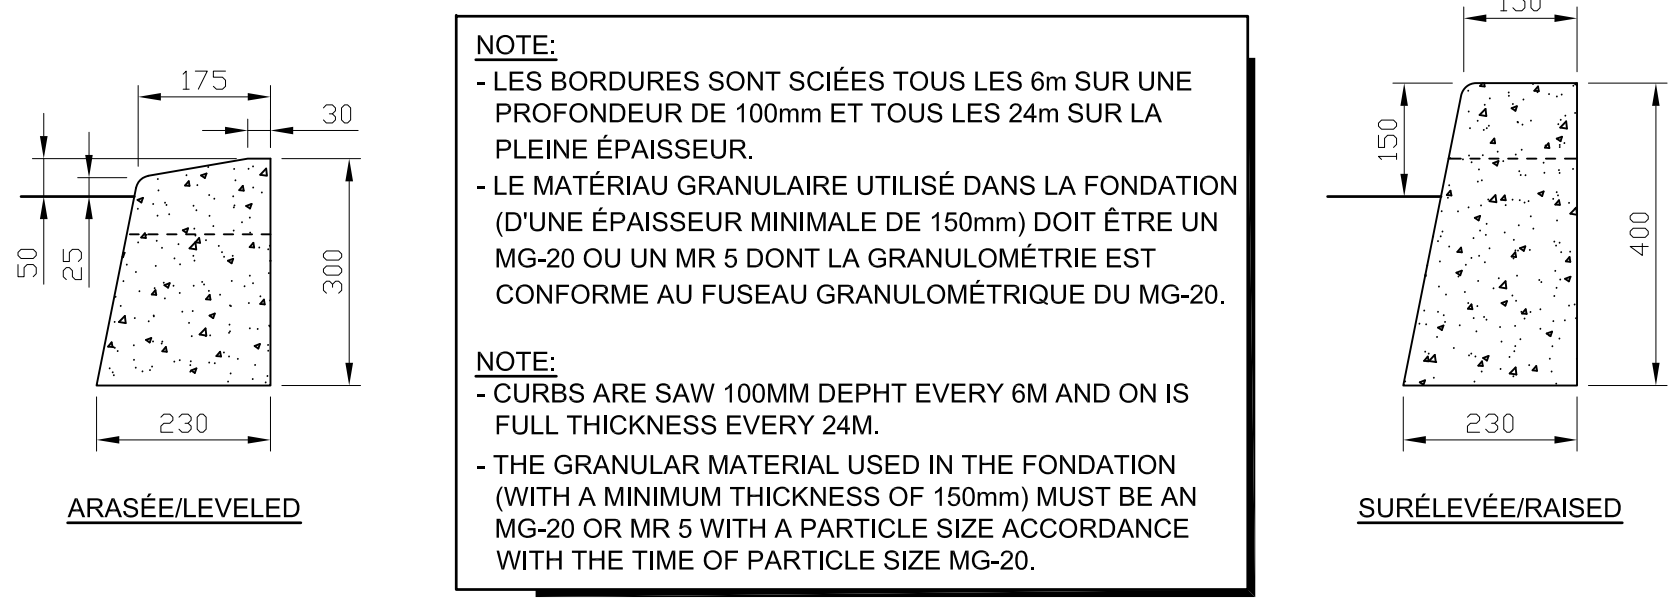 175
30
50
25
300
230
ARASÉE/LEVELED
NOTE:
- LES BORDURES SONT SCIÉES TOUS LES 6m SUR UNE
PROFONDEUR DE 100mm ET TOUS LES 24m SUR LA
PLEINE ÉPAISSEUR.
- LE MATÉRIAU GRANULAIRE UTILISÉ DANS LA FONDATION
(D'UNE ÉPAISSEUR MINIMALE DE 150mm) DOIT ÊTRE UN
MG-20 OU UN MR 5 DONT LA GRANULOMÉTRIE EST
CONFORME AU FUSEAU GRANULOMÉTRIQUE DU MG-20.
NOTE:
- CURBS ARE SAW 100MM DEPHT EVERY 6M AND ON IS
FULL THICKNESS EVERY 24M.
- THE GRANULAR MATERIAL USED IN THE FONDATION
(WITH A MINIMUM THICKNESS OF 150mm) MUST BE AN
MG-20 OR MR 5 WITH A PARTICLE SIZE ACCORDANCE
WITH THE TIME OF PARTICLE SIZE MG-20.
150
150
400
230
SURÉLEVÉE/RAISED